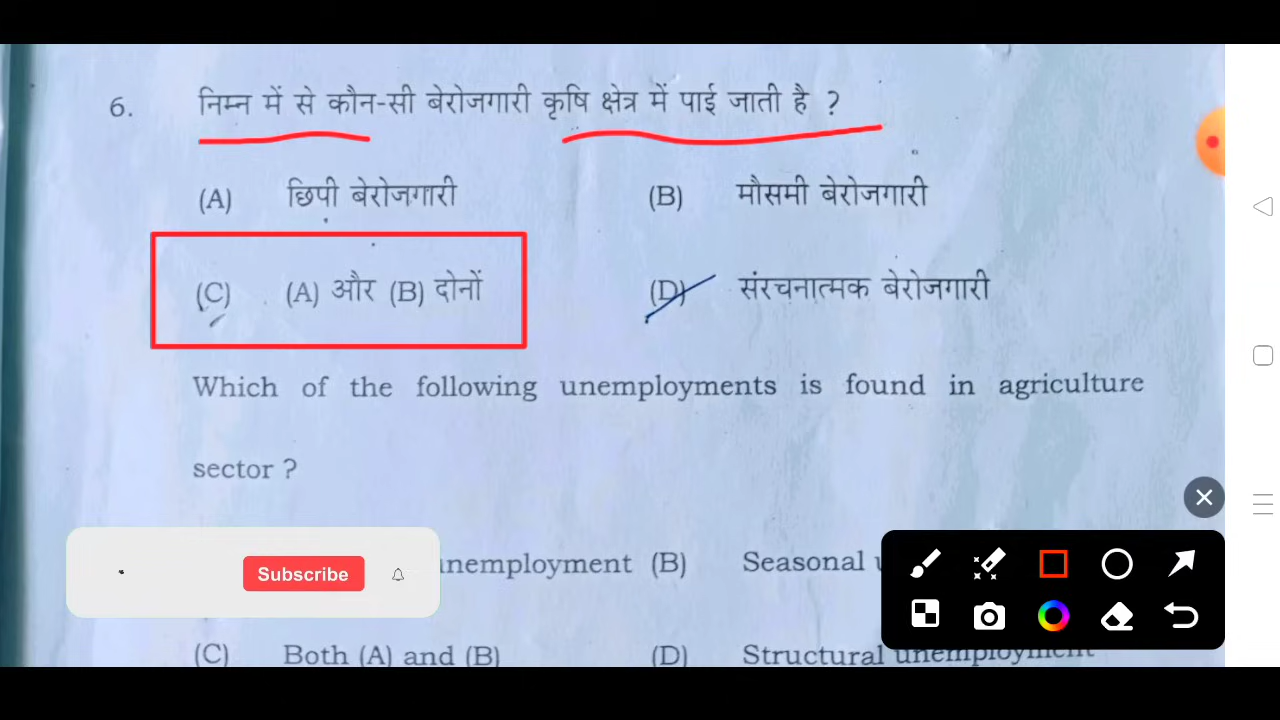 6. निम्न में से कौन-सी बेरोजगारी कृषि क्षेत्र में पाई जाती है ?
(A) छिपी बेरोजगारी (B) मौसमी बेरोजगारी
(C) (A) और (B) दोनों (D) संरचनात्मक बेरोजगारी
Which of the following unemployments is found in agriculture
sector ?
unemployment (B) Seasonal
Subscribe
(C) Both (A) and (B) (D) Structural unemployment